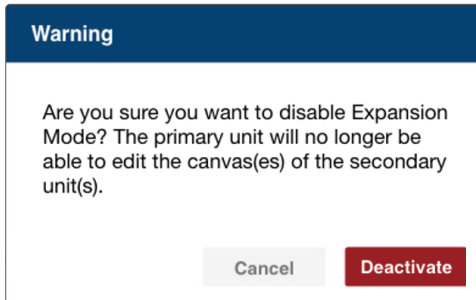 Warning
Are you sure you want to disable Expansion
Mode? The primary unit will no longer be
able to edit the canvas(es) of the secondary
unit(s).
Cancel
Deactivate